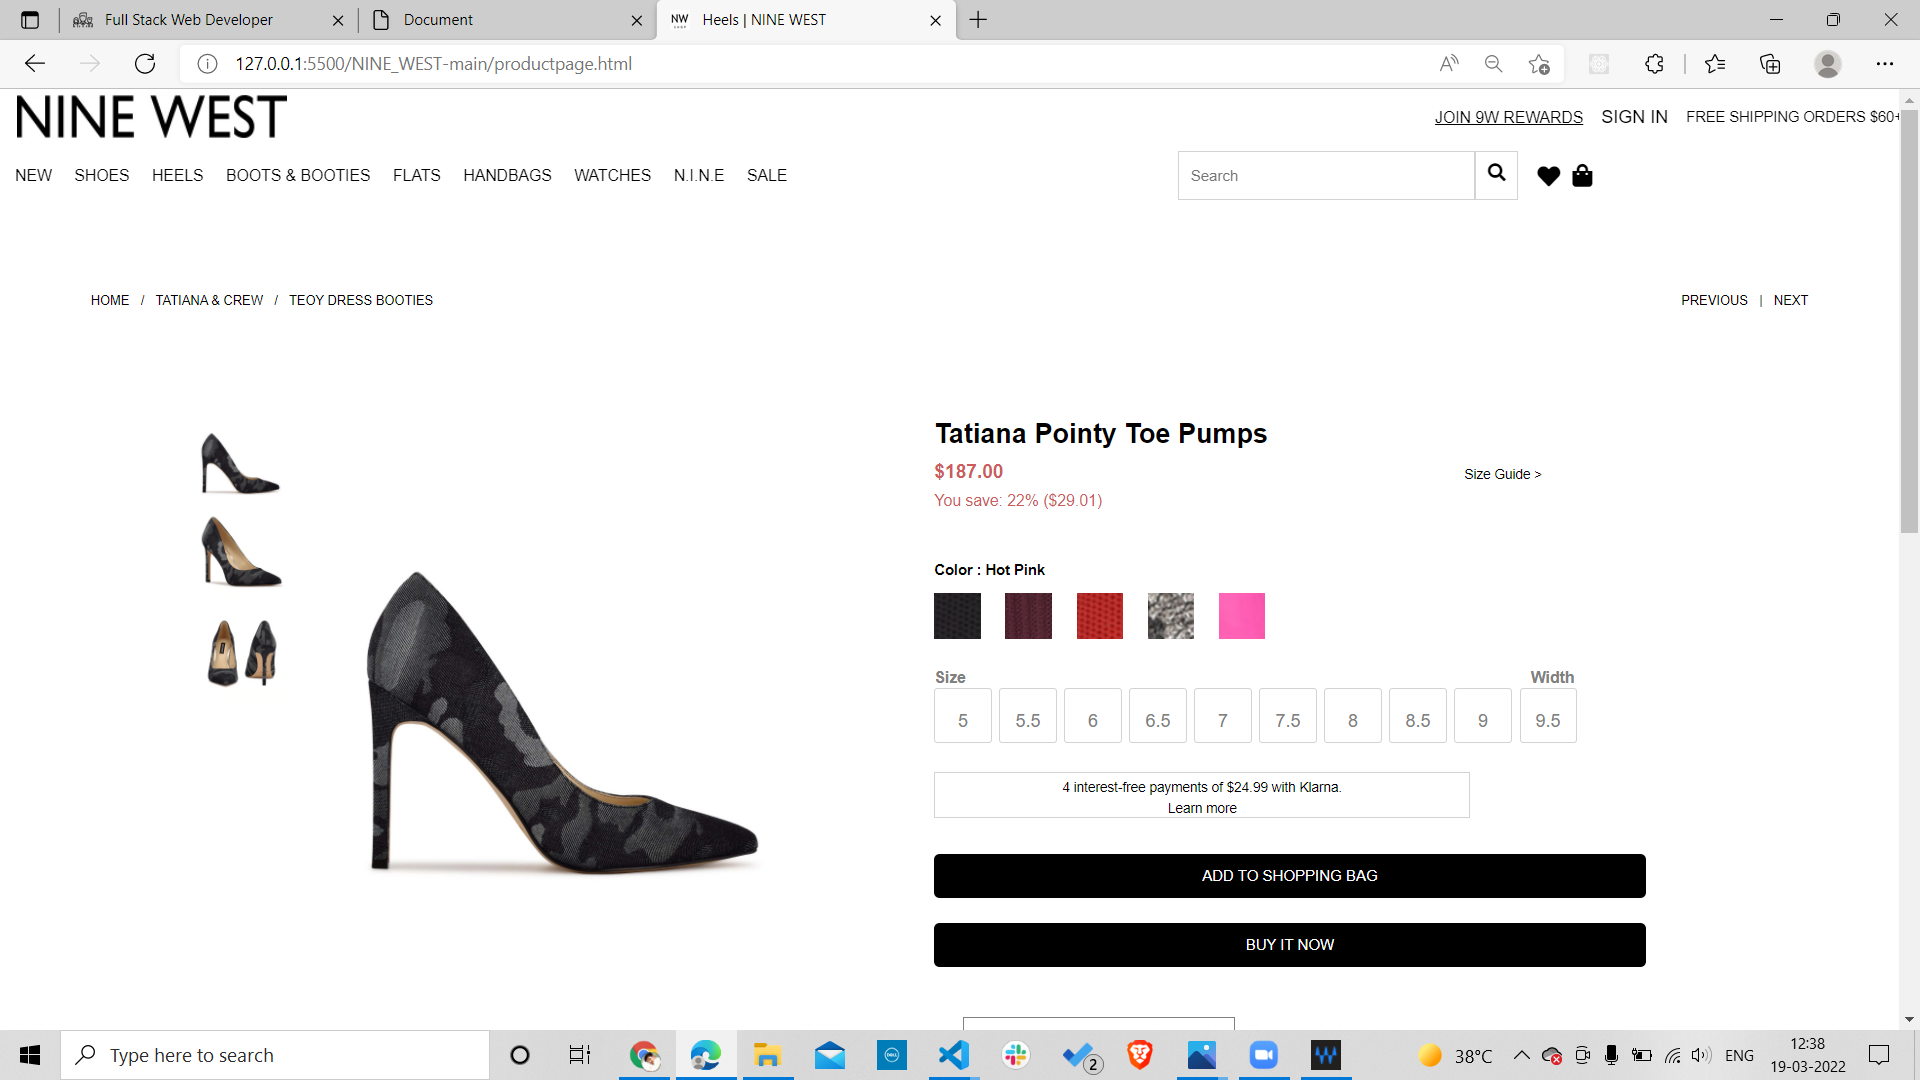 Full Stack Web Developer
Document
NW
Heels | NINE WEST
127.0.0.1:5500/NINE_WEST-main/productpage.html
NINE WEST
JOIN 9W REWARDS SIGN IN FREE SHIPPING ORDERS $60+
NEW SHOES HEELS BOOTS & BOOTIES FLATS HANDBAGS WATCHES N.I.N.E SALE
Search
HOME / TATIANA & CREW / TEOY DRESS BOOTIES
PREVIOUS | NEXT
Tatiana Pointy Toe Pumps
$187.00
Size Guide >
You save: 22% ($29.01)
Color : Hot Pink
Size Width
5 5.5 6 6.5 7 7.5 8 8.5 9 9.5
4 interest-free payments of $24.99 with Klarna.
Learn more
ADD TO SHOPPING BAG
BUY IT NOW
Type here to search
2
38°C
ENG
12:38
19-03-2022